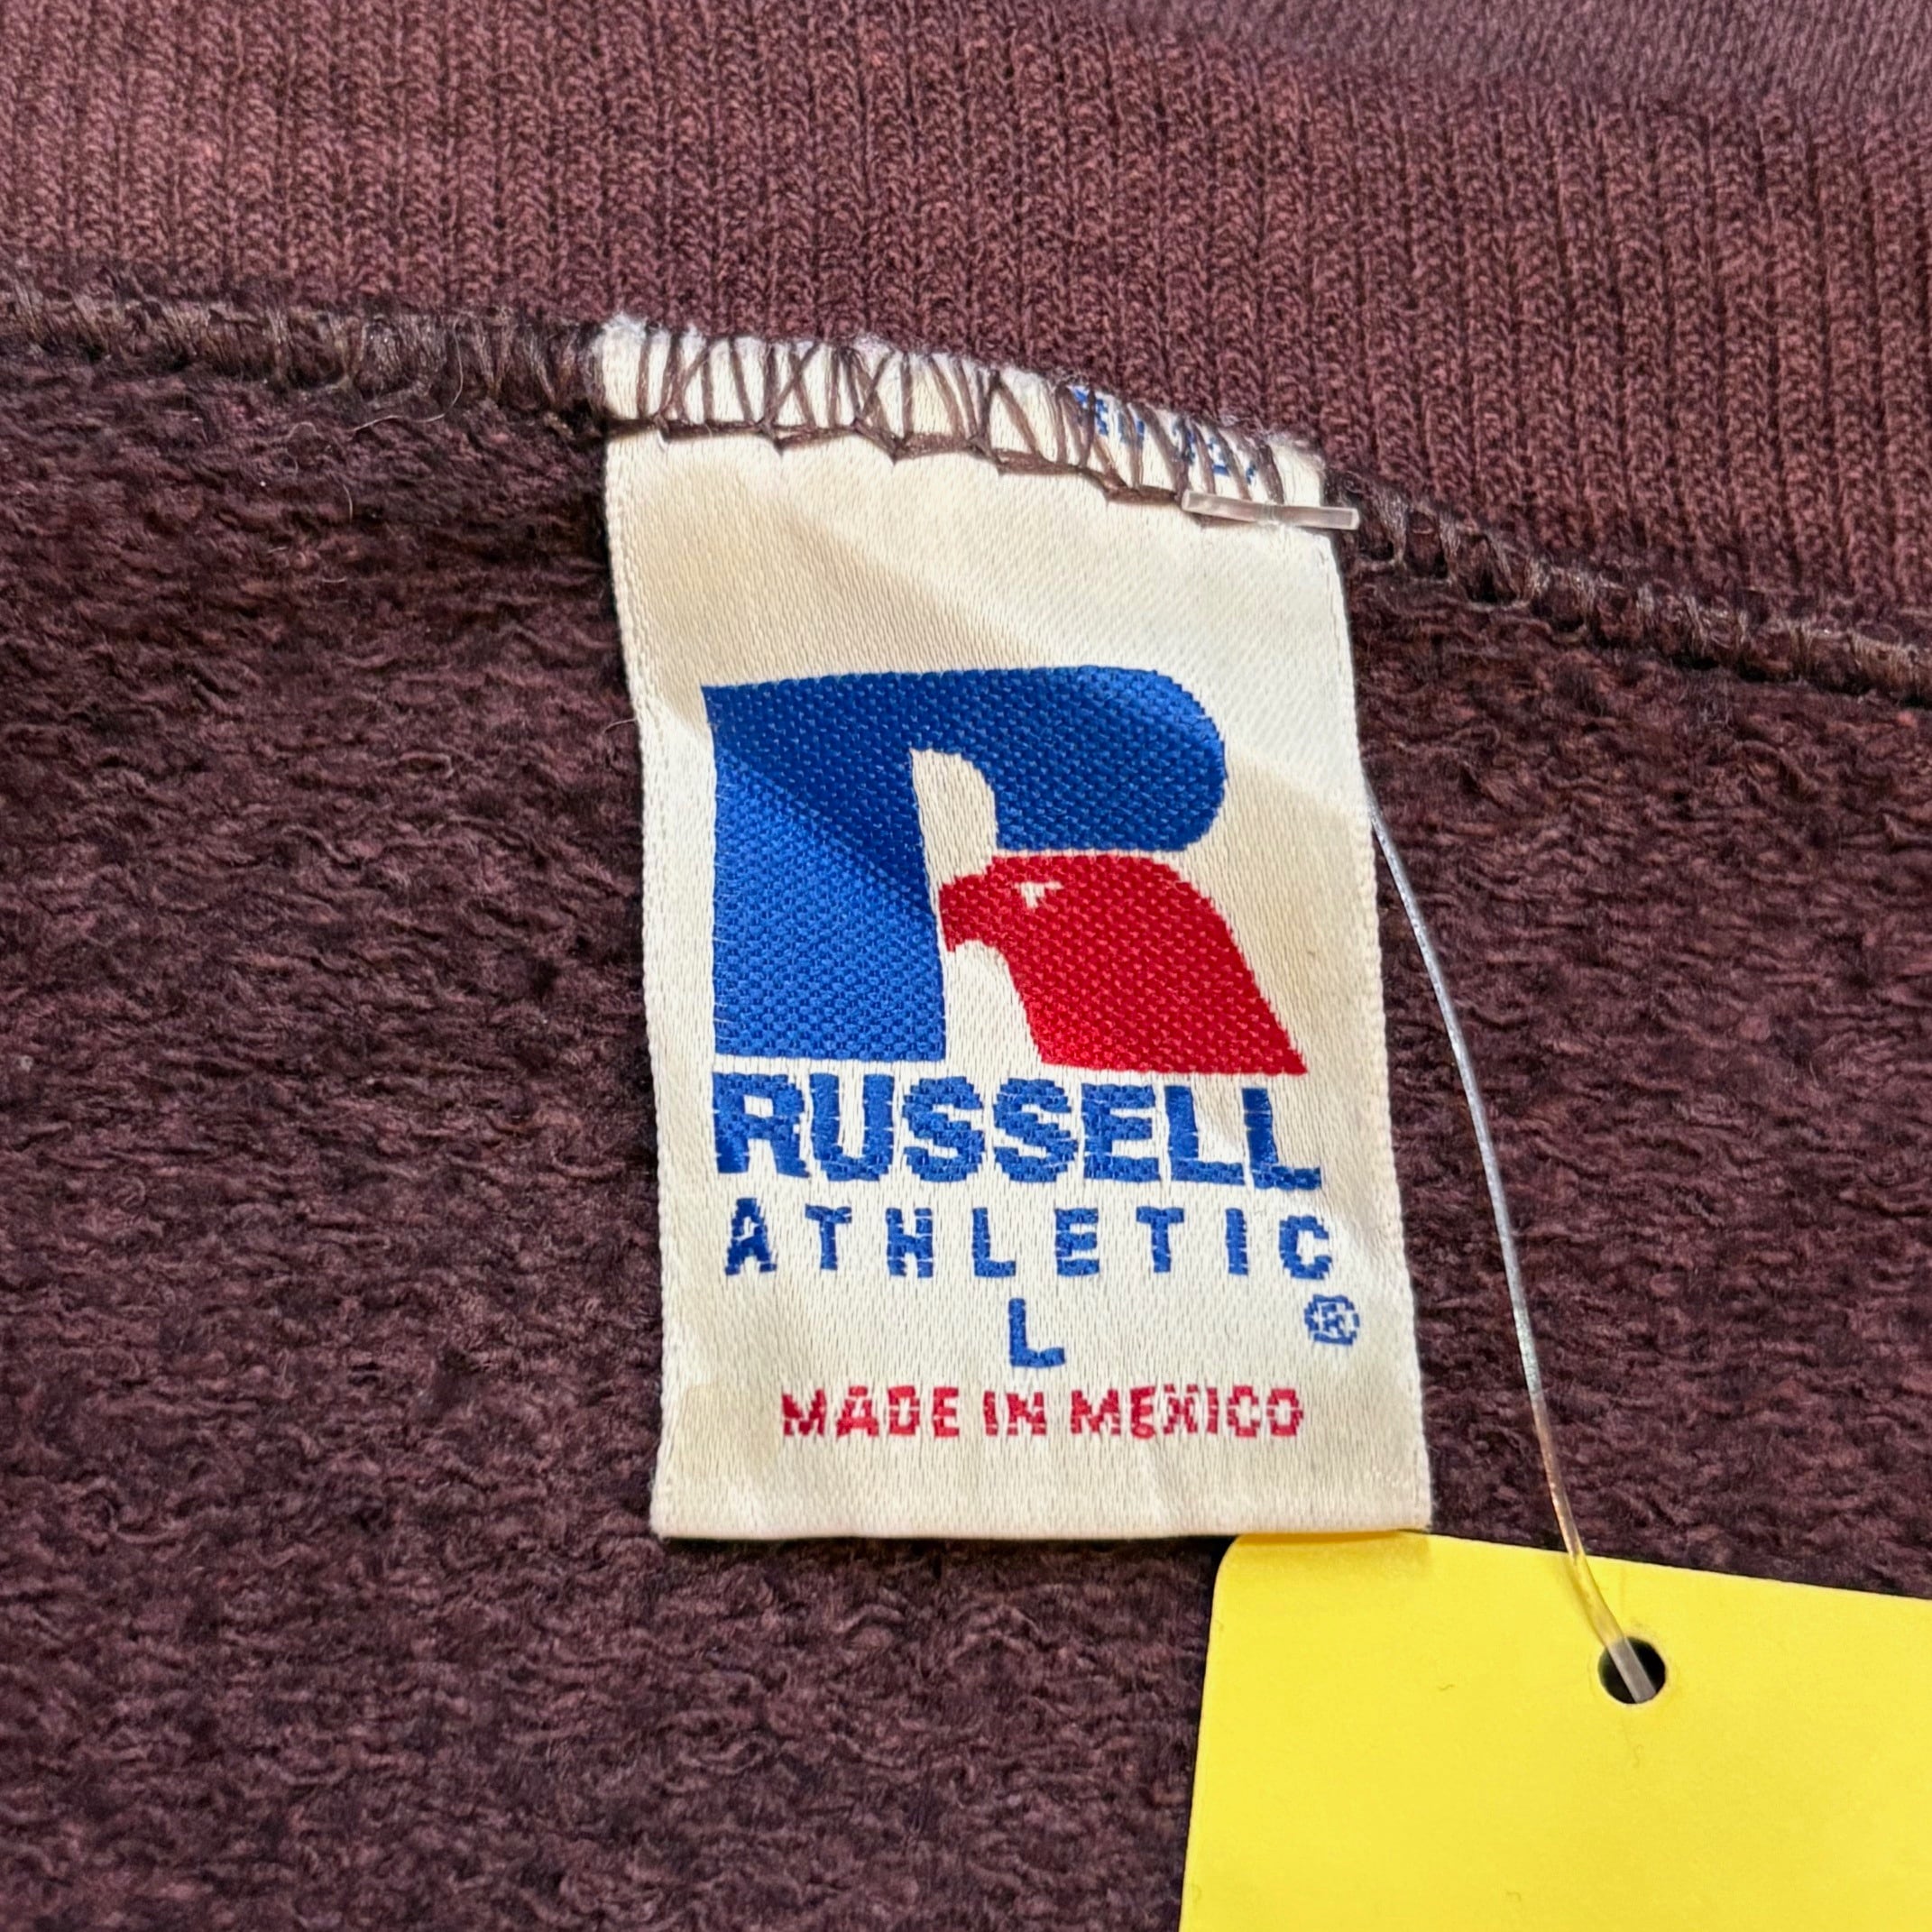 RUSSELL
ATHLETIC
L ®
MADE IN MEXICO